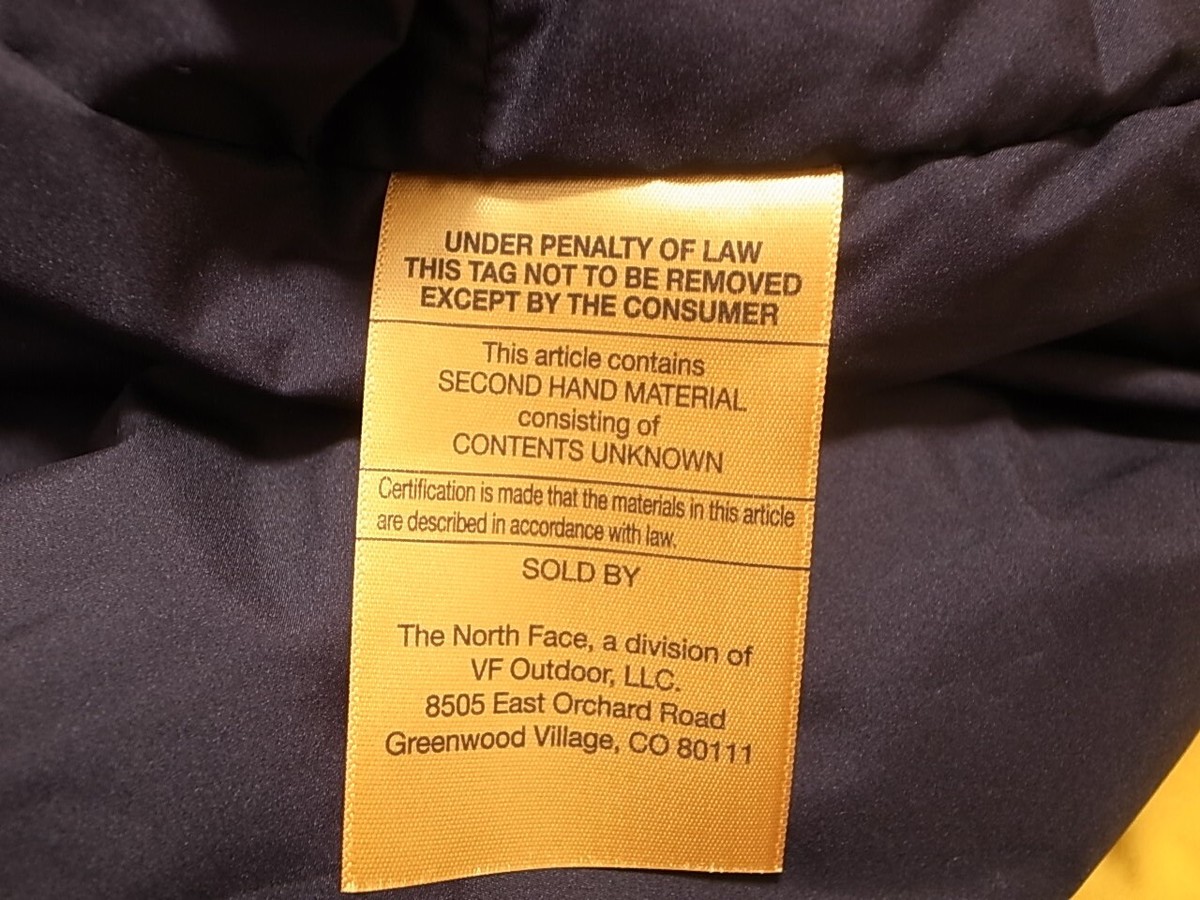 UNDER PENALTY OF LAW
THIS TAG NOT TO BE REMOVED
EXCEPT BY THE CONSUMER
This article contains
SECOND HAND MATERIAL
consisting of
CONTENTS UNKNOWN
Certification is made that the materials in this article
are described in accordance with law.
SOLD BY
The North Face, a division of
VF Outdoor, LLC.
8505 East Orchard Road
Greenwood Village, CO 80111